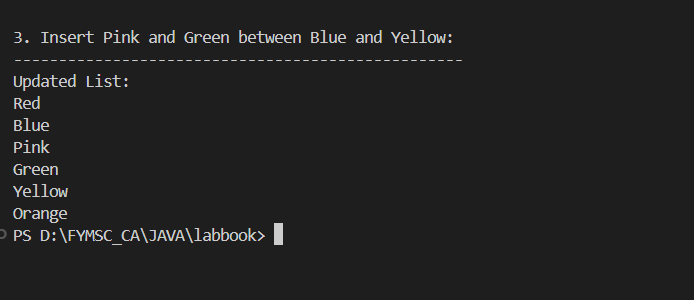 3. Insert Pink and Green between Blue and Yellow:
--------------------------------------------------
Updated List:
Red
Blue
Pink
Green
Yellow
Orange
PS D:\FYMSC_CA\JAVA\labbook>